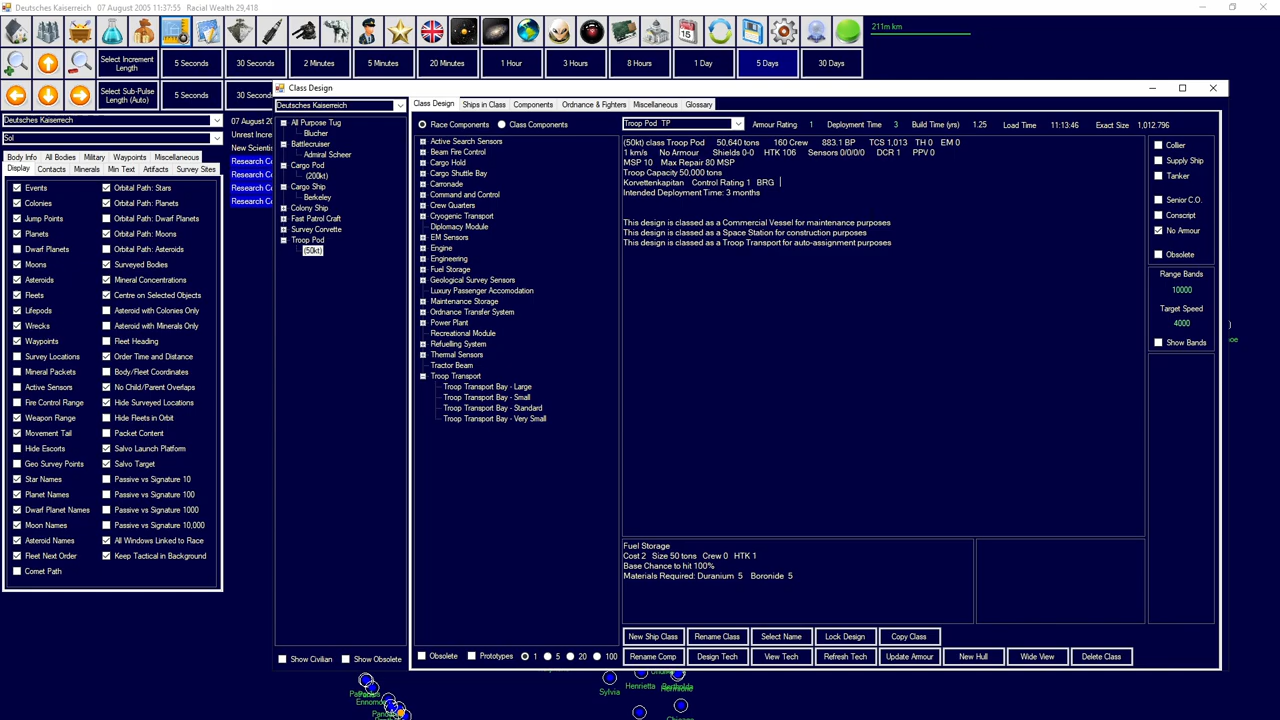 Deutsches Kaiserreich   07 August 2005 11:37:55   Racial Wealth 29,418
211m km
Select Increment Length
5 Seconds
30 Seconds
2 Minutes
5 Minutes
20 Minutes
1 Hour
3 Hours
8 Hours
1 Day
5 Days
30 Days
Select Sub-Pulse Length (Auto)
5 Seconds
Deutsches Kaiserreich
Sol
Body Info
All Bodies
Military
Waypoints
Miscellaneous
Display
Contacts
Minerals
Min Text
Artifacts
Survey Sites
Events
Orbital Path: Stars
Colonies
Orbital Path: Planets
Jump Points
Orbital Path: Dwarf Planets
Planets
Orbital Path: Moons
Dwarf Planets
Orbital Path: Asteroids
Moons
Surveyed Bodies
Asteroids
Mineral Concentrations
Fleets
Centre on Selected Objects
Lifepods
Asteroid with Colonies Only
Wrecks
Asteroid with Minerals Only
Waypoints
Fleet Heading
Survey Locations
Order Time and Distance
Mineral Packets
Body/Fleet Coordinates
Active Sensors
No Child/Parent Overlaps
Fire Control Range
Hide Surveyed Locations
Weapon Range
Hide Fleets in Orbit
Movement Tail
Packet Content
Hide Escorts
Salvo Launch Platform
Geo Survey Points
Salvo Target
Star Names
Passive vs Signature 10
Planet Names
Passive vs Signature 100
Dwarf Planet Names
Passive vs Signature 1000
Moon Names
Passive vs Signature 10,000
Asteroid Names
All Windows Linked to Race
Fleet Next Order
Keep Tactical in Background
Comet Path
07 August 20
Unrest Incre
New Scientis
Research Co
Research Co
Research Co
Research Co
Class Design
Deutsches Kaiserreich
All Purpose Tug
Blucher
Battlecruiser
Admiral Scheer
Cargo Pod
(200kt)
Cargo Ship
Berkeley
Colony Ship
Fast Patrol Craft
Survey Corvette
Troop Pod
(50kt)
Show Civilian
Show Obsolete
Class Design
Ships in Class
Components
Ordnance & Fighters
Miscellaneous
Glossary
Race Components
Class Components
Active Search Sensors
Beam Fire Control
Cargo Hold
Cargo Shuttle Bay
Carronade
Command and Control
Crew Quarters
Cryogenic Transport
Diplomacy Module
EM Sensors
Engine
Engineering
Fuel Storage
Geological Survey Sensors
Luxury Passenger Accomodation
Maintenance Storage
Ordnance Transfer System
Power Plant
Recreational Module
Refuelling System
Thermal Sensors
Tractor Beam
Troop Transport
Troop Transport Bay - Large
Troop Transport Bay - Small
Troop Transport Bay - Standard
Troop Transport Bay - Very Small
Obsolete
Prototypes
1
5
20
100
Troop Pod  TP
Armour Rating   1   Deployment Time   3   Build Time (yrs)   1.25   Load Time   11:13:46   Exact Size   1,012.796
(50kt) class Troop Pod      50,640 tons      160 Crew      883.1 BP      TCS 1,013    TH 0    EM 0
1 km/s      No Armour      Shields 0-0      HTK 106      Sensors 0/0/0/0      DCR 1      PPV 0
MSP 10    Max Repair 80 MSP
Troop Capacity 50,000 tons
Korvettenkapitan    Control Rating 1   BRG
Intended Deployment Time: 3 months
This design is classed as a Commercial Vessel for maintenance purposes
This design is classed as a Space Station for construction purposes
This design is classed as a Troop Transport for auto-assignment purposes
Collier
Supply Ship
Tanker
Senior C.O.
Conscript
No Armour
Obsolete
Range Bands
10000
Target Speed
4000
Show Bands
Fuel Storage
Cost 2   Size 50 tons   Crew 0   HTK 1
Base Chance to hit 100%
Materials Required: Duranium  5    Boronide  5
New Ship Class
Rename Class
Select Name
Lock Design
Copy Class
Rename Comp
Design Tech
View Tech
Refresh Tech
Update Armour
New Hull
Wide View
Delete Class
Sylvia
Henrietta